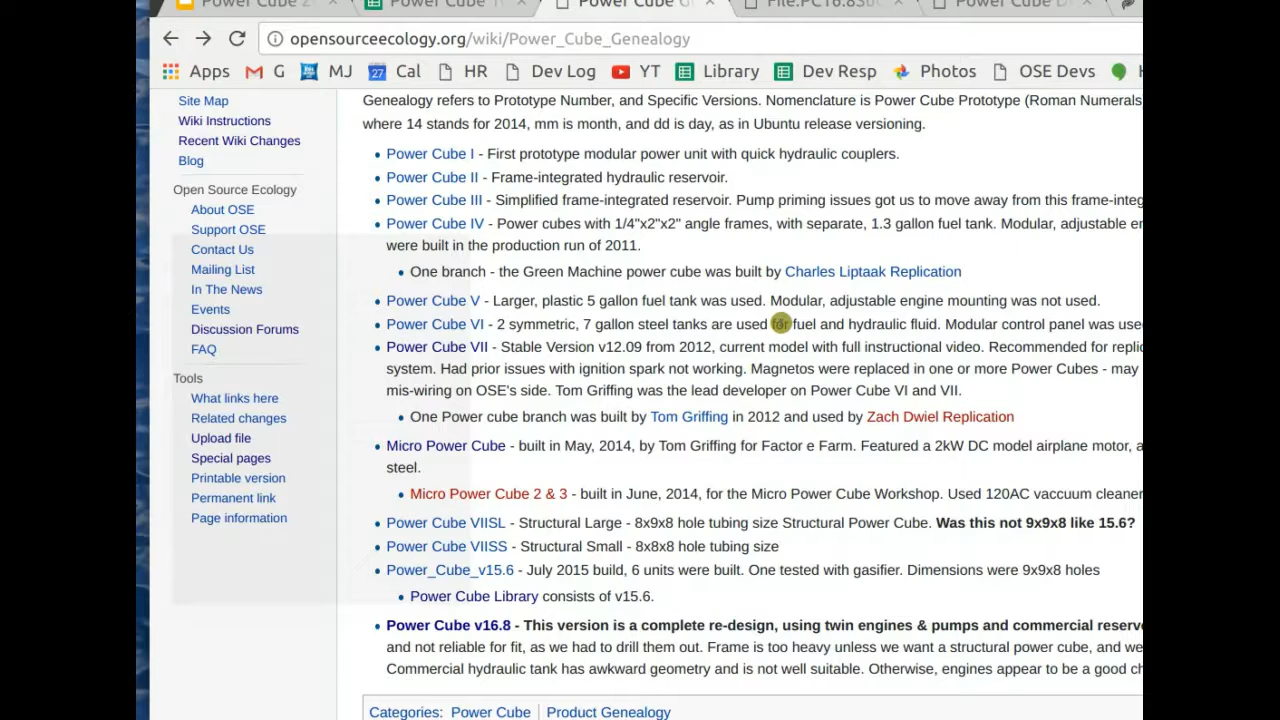 Power Cube
Power Cube
Power Cube G
Power Cube D
opensourceecology.org/wiki/Power_Cube_Genealogy
Apps G MJ 27 Cal HR Dev Log YT Library Dev Resp Photos OSE Devs
Site Map
Wiki Instructions
Recent Wiki Changes
Blog
Open Source Ecology
About OSE
Support OSE
Contact Us
Mailing List
In The News
Events
Discussion Forums
FAQ
Tools
What links here
Related changes
Upload file
Special pages
Printable version
Permanent link
Page information
Genealogy refers to Prototype Number, and Specific Versions. Nomenclature is Power Cube Prototype (Roman Numerals
where 14 stands for 2014, mm is month, and dd is day, as in Ubuntu release versioning.
Power Cube I - First prototype modular power unit with quick hydraulic couplers.
Power Cube II - Frame-integrated hydraulic reservoir.
Power Cube III - Simplified frame-integrated reservoir. Pump priming issues got us to move away from this frame-integ
Power Cube IV - Power cubes with 1/4"x2"x2" angle frames, with separate, 1.3 gallon fuel tank. Modular, adjustable en
were built in the production run of 2011.
One branch - the Green Machine power cube was built by Charles Liptaak Replication
Power Cube V - Larger, plastic 5 gallon fuel tank was used. Modular, adjustable engine mounting was not used.
Power Cube VI - 2 symmetric, 7 gallon steel tanks are used for fuel and hydraulic fluid. Modular control panel was use
Power Cube VII - Stable Version v12.09 from 2012, current model with full instructional video. Recommended for replic
system. Had prior issues with ignition spark not working. Magnetos were replaced in one or more Power Cubes - may
mis-wiring on OSE's side. Tom Griffing was the lead developer on Power Cube VI and VII.
One Power cube branch was built by Tom Griffing in 2012 and used by Zach Dwiel Replication
Micro Power Cube - built in May, 2014, by Tom Griffing for Factor e Farm. Featured a 2kW DC model airplane motor, a
steel.
Micro Power Cube 2 & 3 - built in June, 2014, for the Micro Power Cube Workshop. Used 120AC vaccuum cleaner
Power Cube VIISL - Structural Large - 8x9x8 hole tubing size Structural Power Cube. Was this not 9x9x8 like 15.6?
Power Cube VIISS - Structural Small - 8x8x8 hole tubing size
Power_Cube_v15.6 - July 2015 build, 6 units were built. One tested with gasifier. Dimensions were 9x9x8 holes
Power Cube Library consists of v15.6.
Power Cube v16.8 - This version is a complete re-design, using twin engines & pumps and commercial reserv
and not reliable for fit, as we had to drill them out. Frame is too heavy unless we want a structural power cube, and we
Commercial hydraulic tank has awkward geometry and is not well suitable. Otherwise, engines appear to be a good ch
Categories: Power Cube Product Genealogy